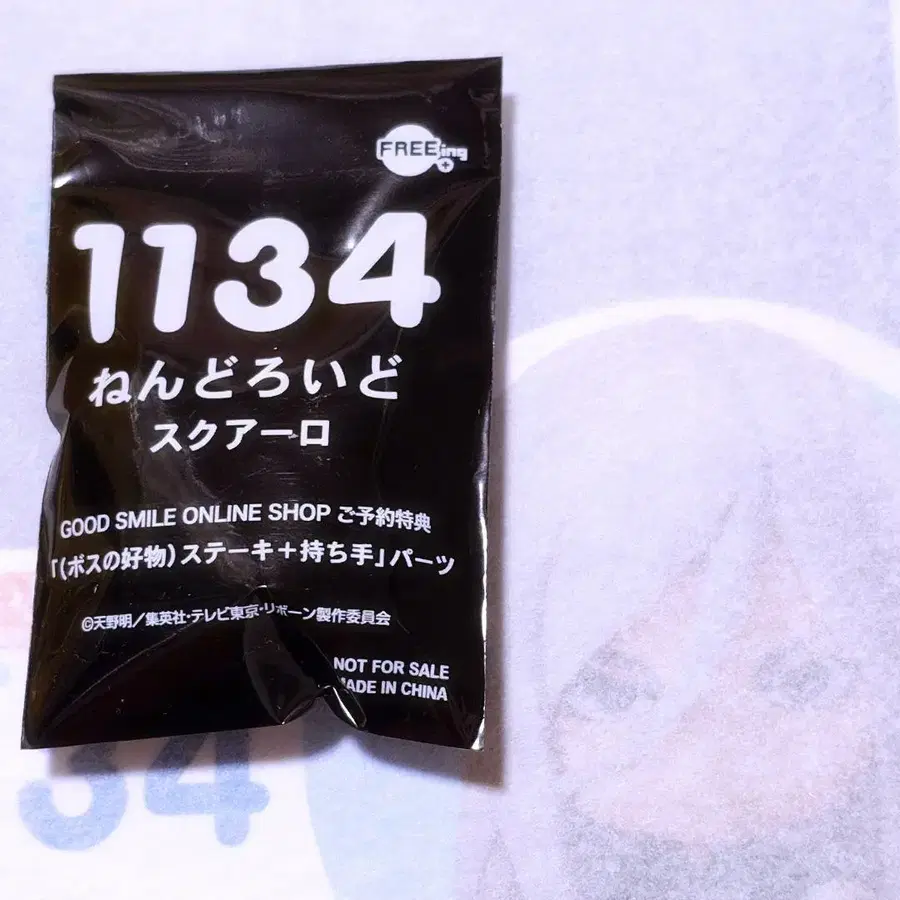 FREEing
1134
ねんどろいど
スクアーロ
GOOD SMILE ONLINE SHOP ご予約特典
「(ボスの好物)ステーキ+持ち手」パーツ
©天野明/集英社・テレビ東京・リボーン製作委員会
NOT FOR SALE
MADE IN CHINA
34